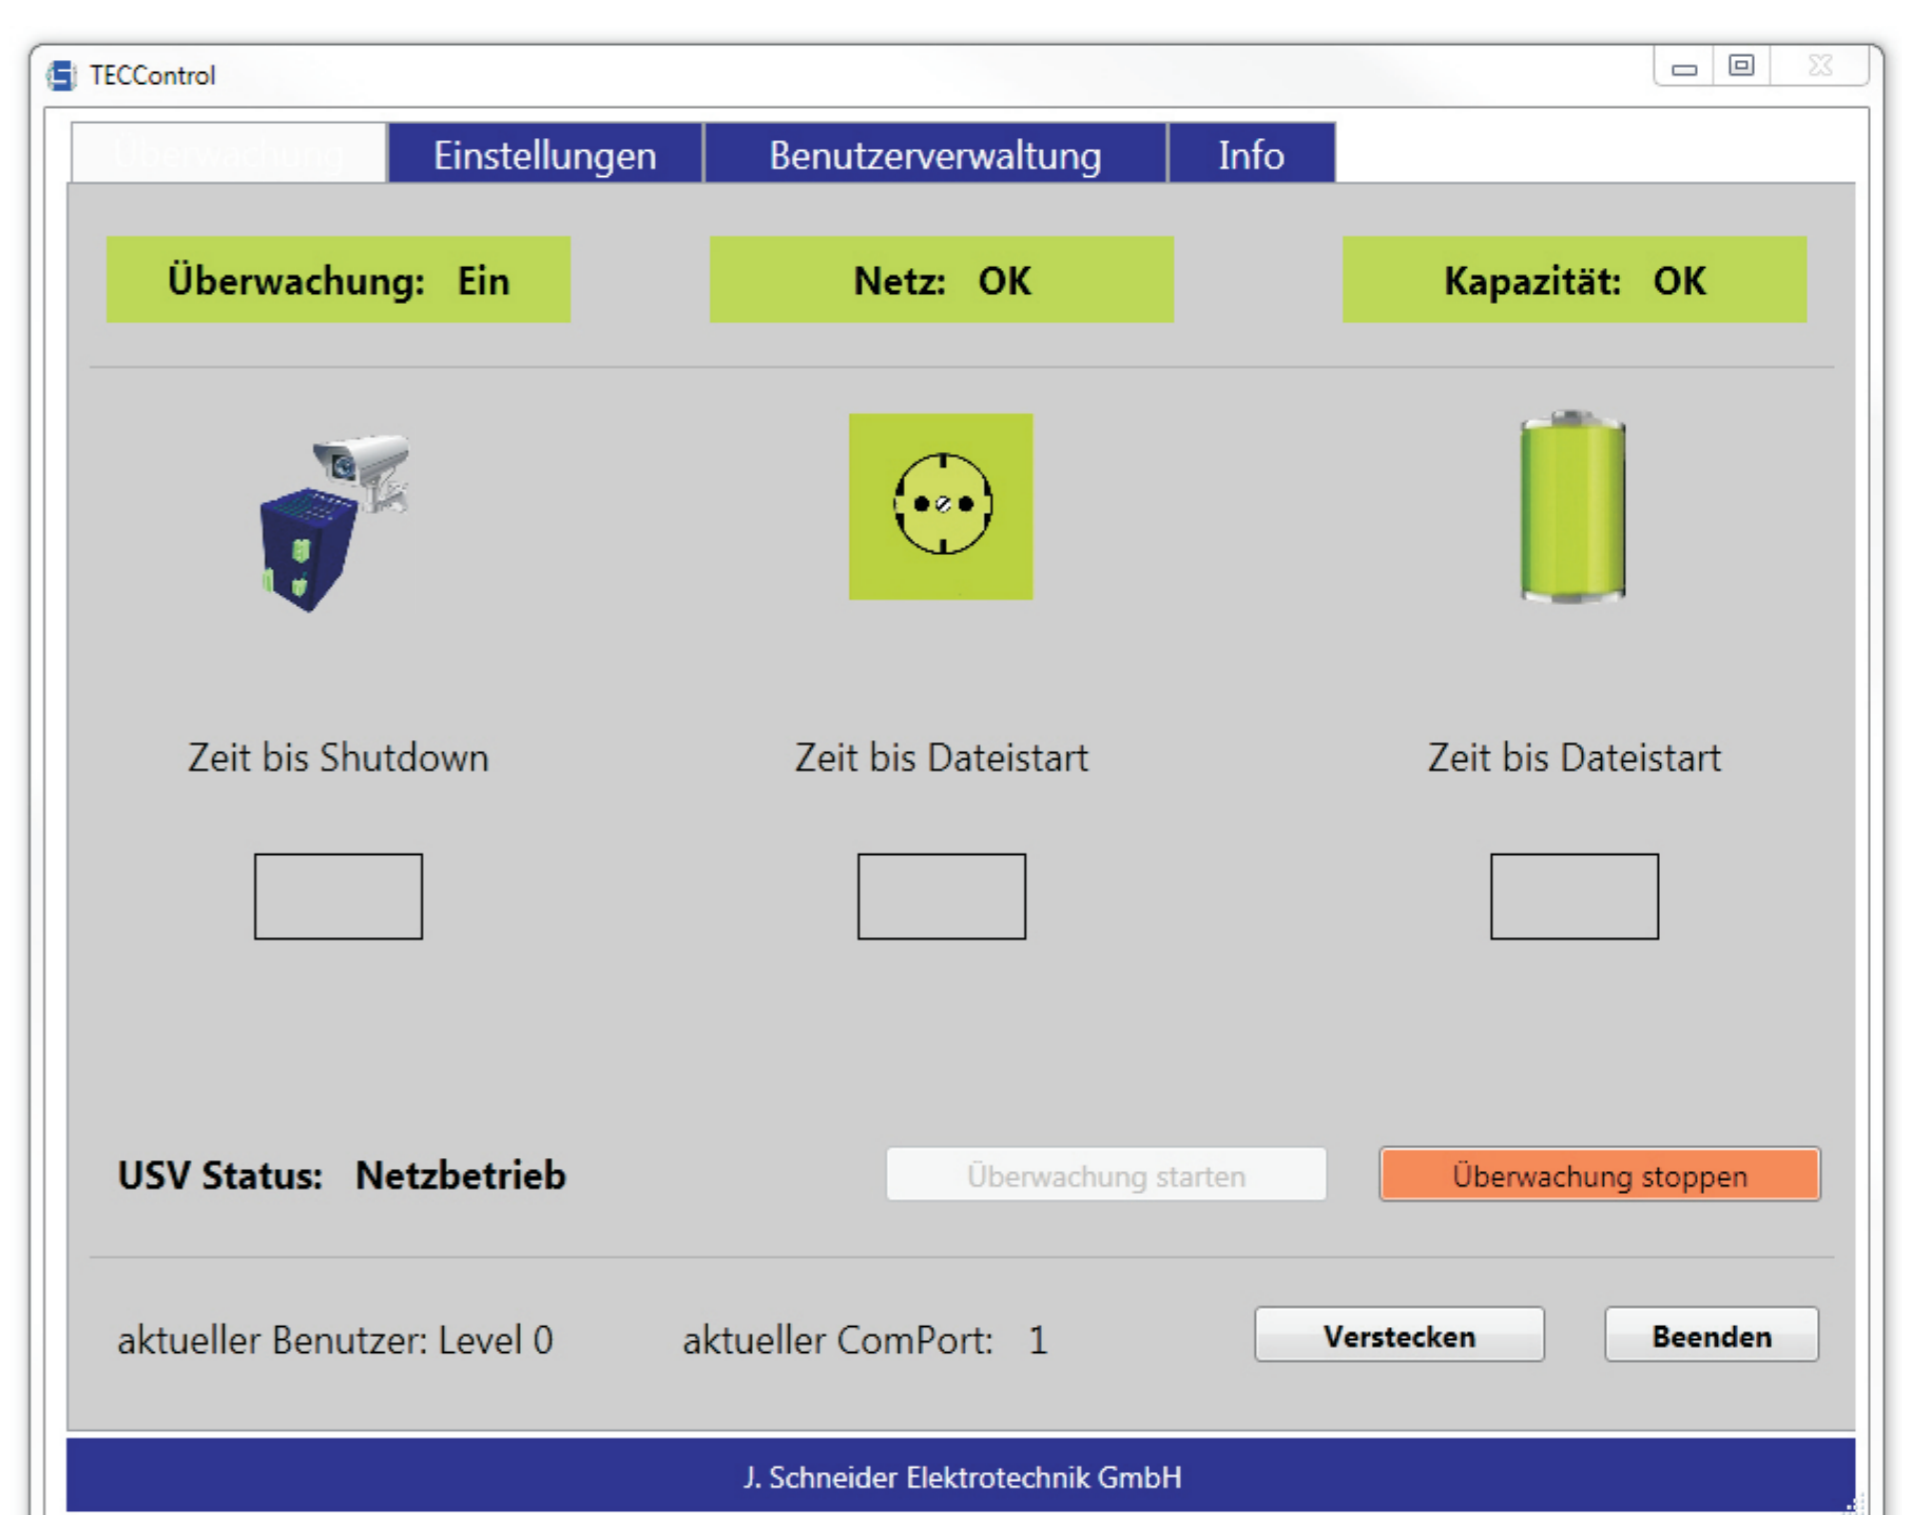 TECControl
Überwachung Einstellungen Benutzerverwaltung Info
Überwachung: Ein Netz: OK Kapazität: OK
Zeit bis Shutdown Zeit bis Dateistart Zeit bis Dateistart
USV Status: Netzbetrieb Überwachung starten Überwachung stoppen
aktueller Benutzer: Level 0 aktueller ComPort: 1 Verstecken Beenden
J. Schneider Elektrotechnik GmbH